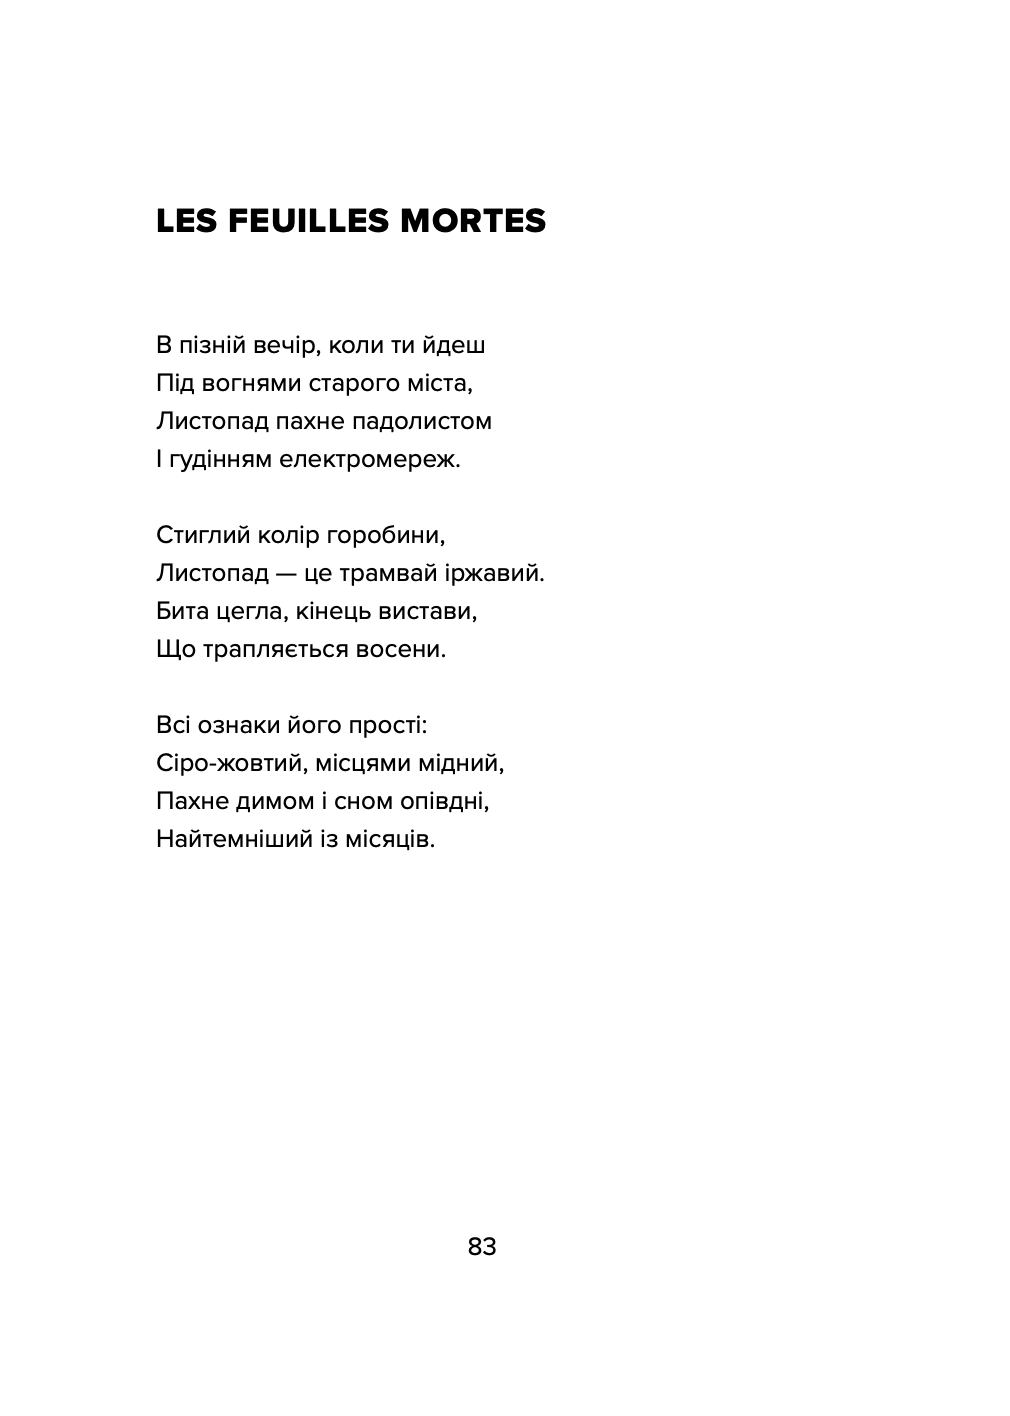 LES FEUILLES MORTES
В пізній вечір, коли ти йдеш
Під вогнями старого міста,
Листопад пахне падолистом
І гудінням електромереж.
Стиглий колір горобини,
Листопад — це трамвай іржавий.
Бита цегла, кінець вистави,
Що трапляється восени.
Всі ознаки його прості:
Сіро-жовтий, місцями мідний,
Пахне димом і сном опівдні,
Найтемніший із місяців.
83